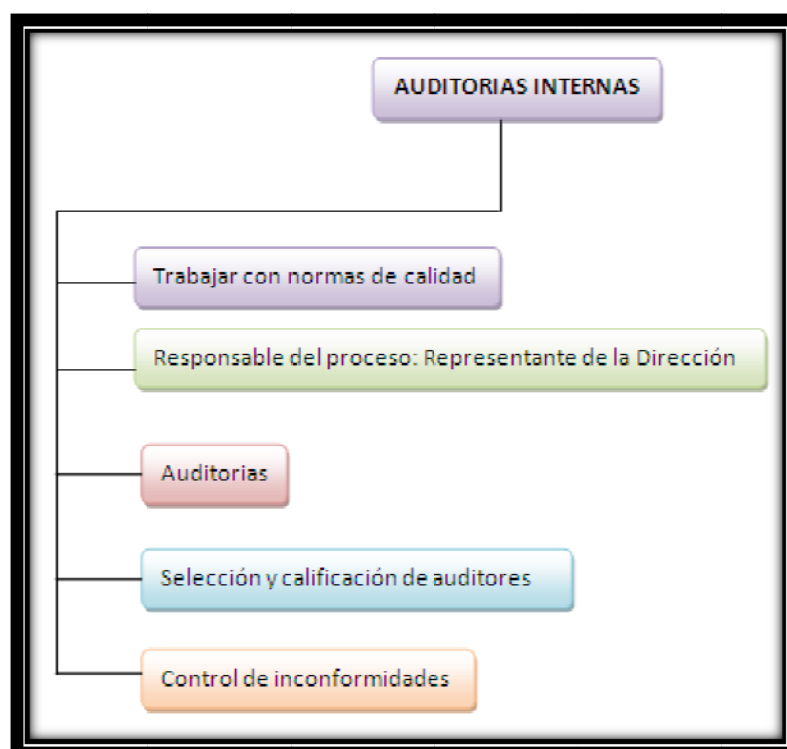 AUDITORIAS INTERNAS
Trabajar con normas de calidad
Responsable del proceso: Representante de la Dirección
Auditorias
Selección y calificación de auditores
Control de inconformidades